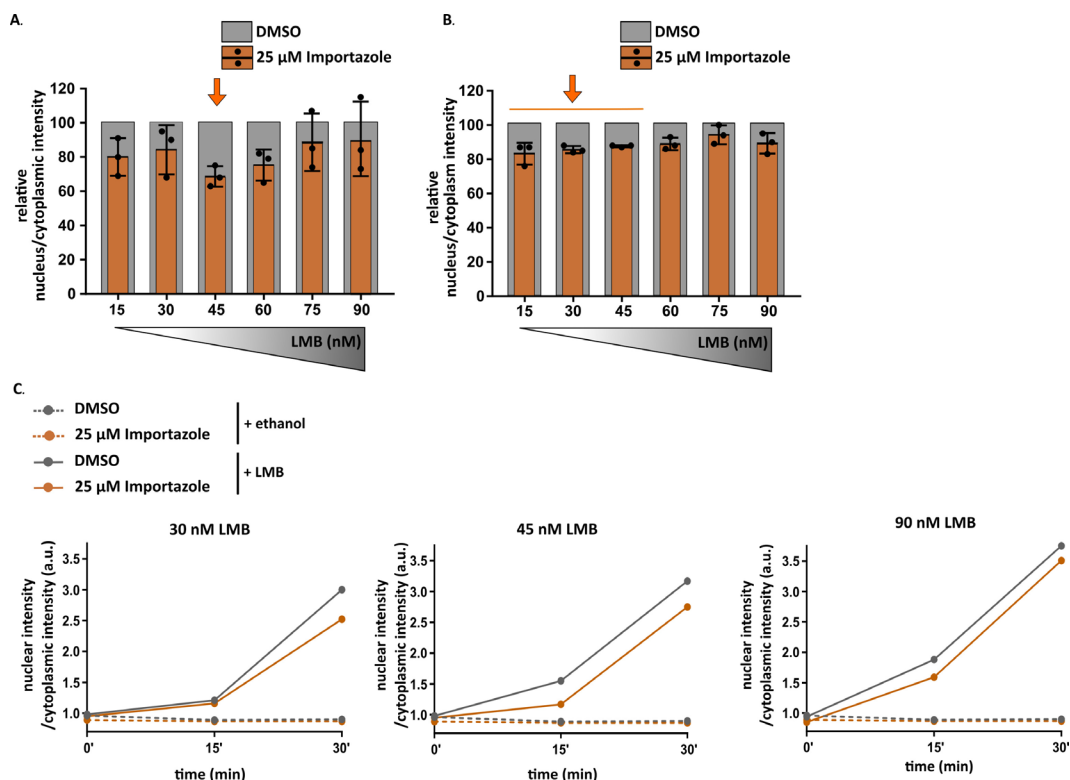 A.
DMSO
25 µM Importazole
relative
nucleus/cytoplasmic intensity
120
100
80
60
40
20
0
15 30 45 60 75 90
LMB (nM)
B.
DMSO
25 µM Importazole
relative
nucleus/cytoplasm intensity
120
100
80
60
40
20
0
15 30 45 60 75 90
LMB (nM)
C.
DMSO
25 µM Importazole
+ ethanol
DMSO
25 µM Importazole
+ LMB
30 nM LMB
nuclear intensity
/cytoplasmic intensity (a.u.)
3.5
3.0
2.5
2.0
1.5
1.0
0' 15' 30'
time (min)
45 nM LMB
nuclear intensity
/cytoplasmic intensity (a.u.)
3.5
3.0
2.5
2.0
1.5
1.0
0' 15' 30'
time (min)
90 nM LMB
nuclear intensity
/cytoplasmic intensity (a.u.)
3.5
3.0
2.5
2.0
1.5
1.0
0' 15' 30'
time (min)